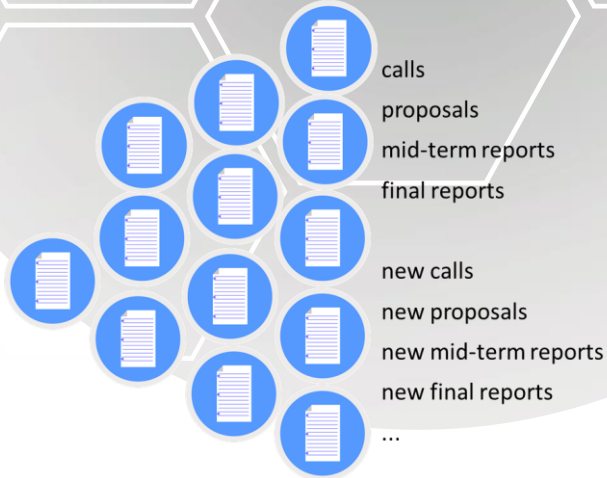 calls
proposals
mid-term reports
final reports
new calls
new proposals
new mid-term reports
new final reports
...